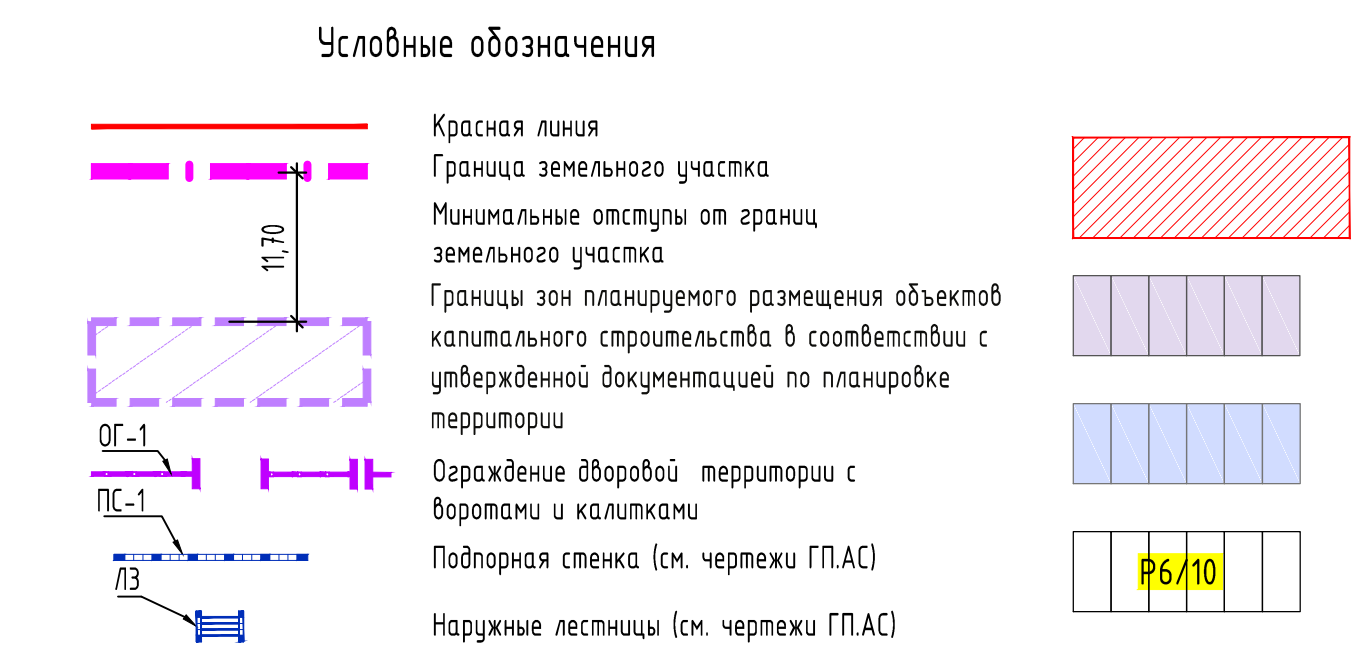 Условные обозначения
Красная линия
Граница земельного участка
Минимальные отступы от границ
земельного участка
11,70
Границы зон планируемого размещения объектов
капитального строительства в соответствии с
утвержденной документацией по планировке
территории
ОГ-1
Ограждение дворовой территории с
воротами и калитками
ПС-1
Подпорная стенка (см. чертежи ГП.АС)
Л3
Наружные лестницы (см. чертежи ГП.АС)
Р6/10